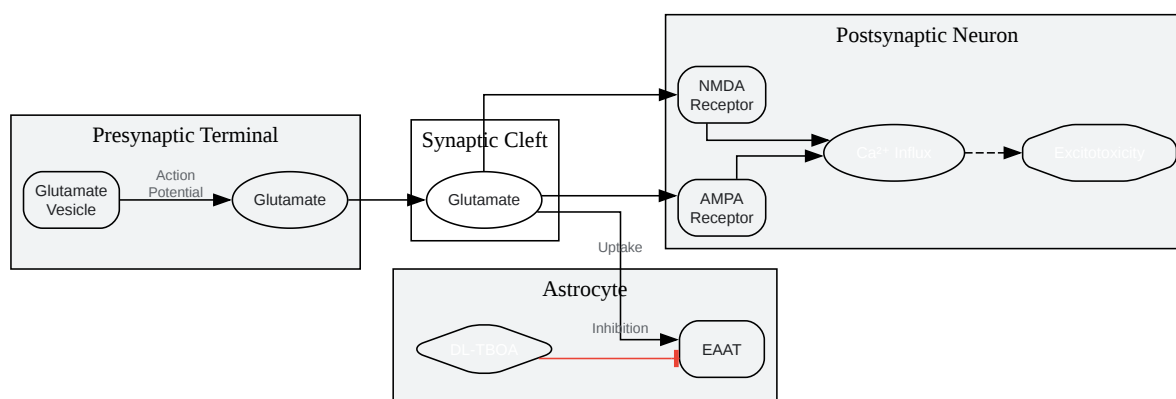 Presynaptic Terminal
Glutamate
Vesicle
Action
Potential
Glutamate
Synaptic Cleft
Glutamate
Uptake
Postsynaptic Neuron
NMDA
Receptor
AMPA
Receptor
Ca²⁺ Influx
Excitotoxicity
Astrocyte
DL-TBOA
Inhibition
EAAT